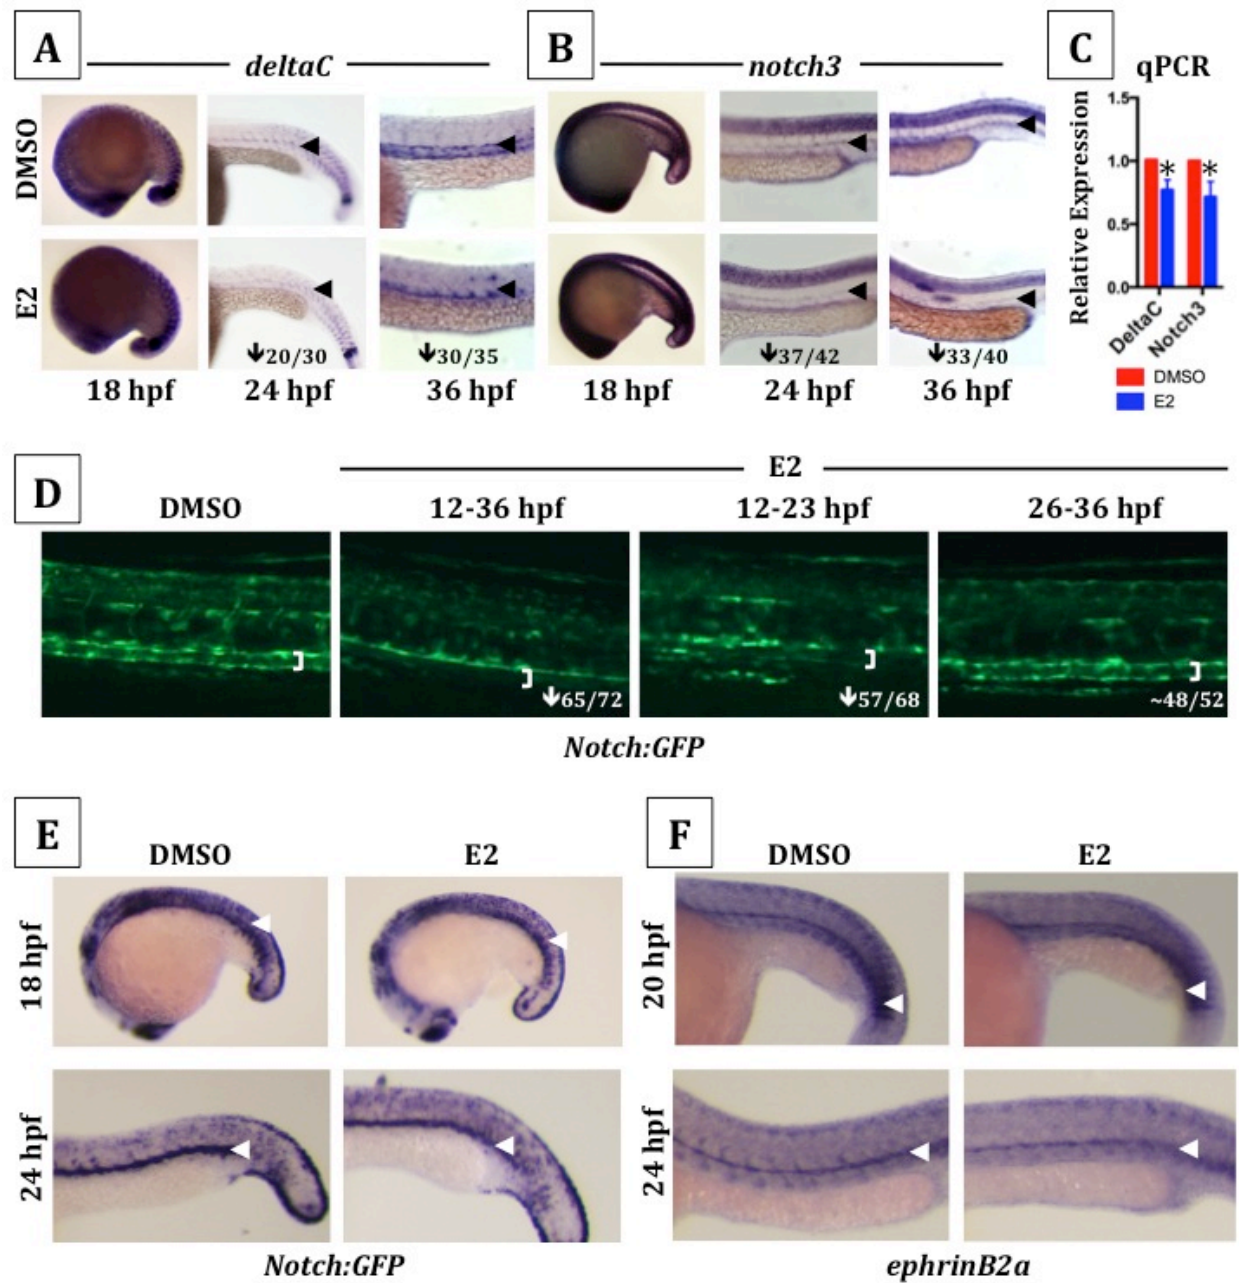 A
deltaC
B
notch3
C
qPCR
DMSO
E2
↓20/30
↓30/35
↓37/42
↓33/40
18 hpf
24 hpf
36 hpf
18 hpf
24 hpf
36 hpf
Relative Expression
1.5
1.0
0.5
0.0
*
*
DeltaC
Notch3
DMSO
E2
D
E2
DMSO
12-36 hpf
12-23 hpf
26-36 hpf
↓65/72
↓57/68
~48/52
Notch:GFP
E
DMSO
E2
18 hpf
24 hpf
Notch:GFP
F
DMSO
E2
20 hpf
24 hpf
ephrinB2a